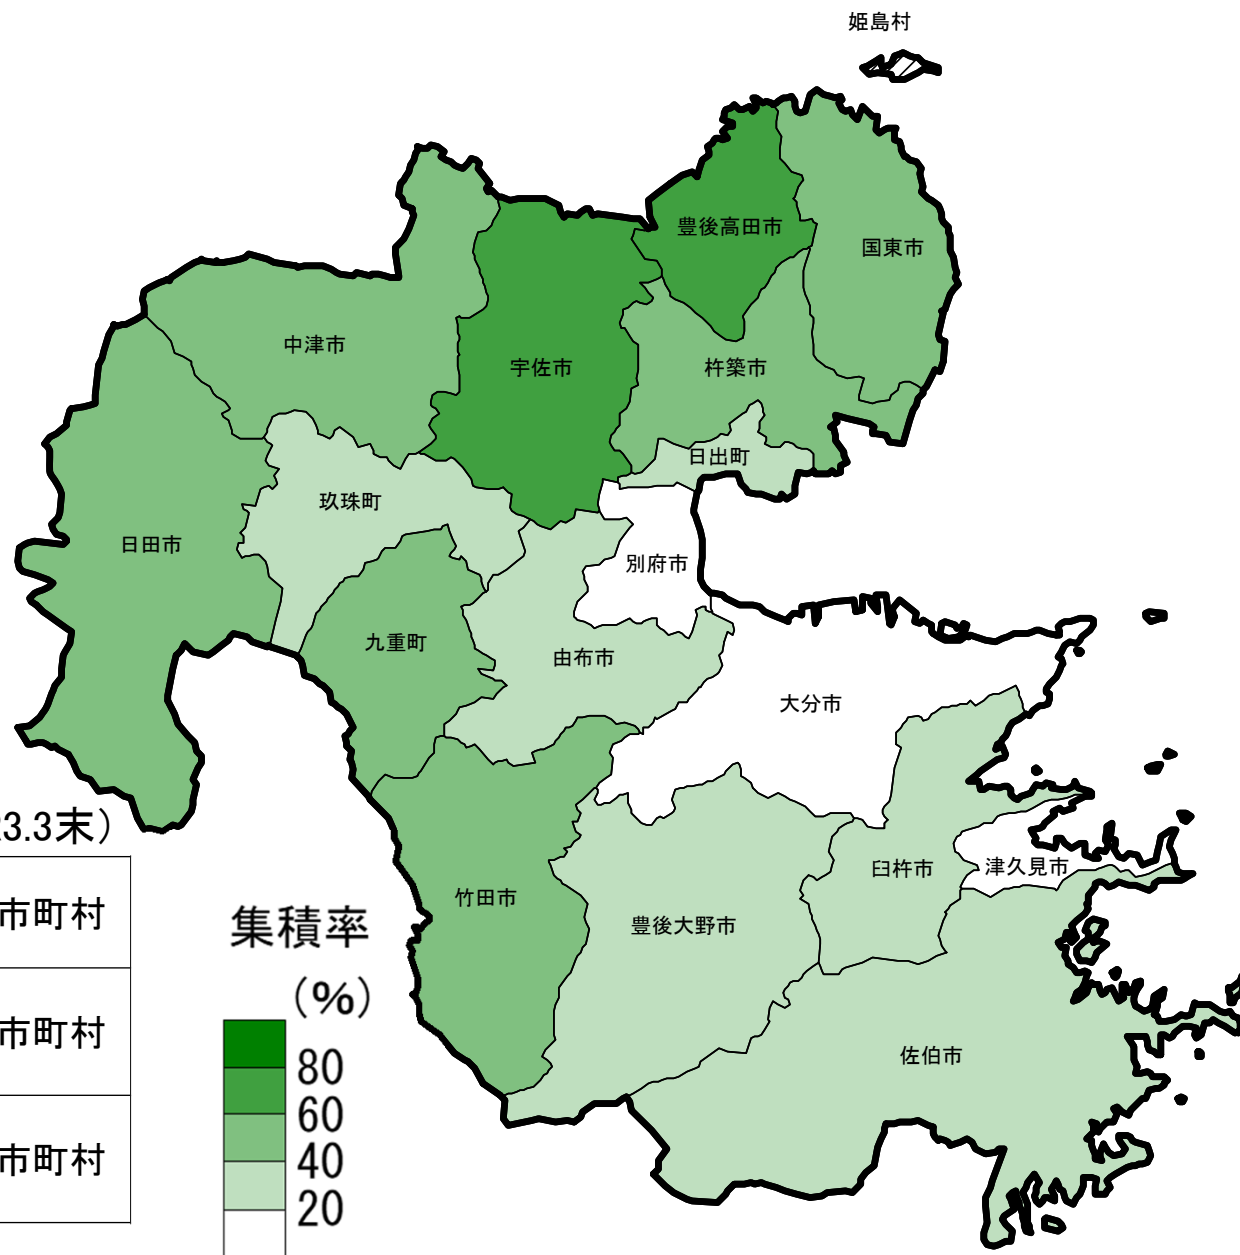 姫島村
豊後高田市
国東市
中津市
宇佐市
杵築市
日出町
玖珠町
日田市
別府市
九重町
由布市
大分市
3.3末）
臼杵市
津久見市
竹田市
市町村
豊後大野市
集積率
（%）
市町村
佐伯市
80
60
市町村
40
20